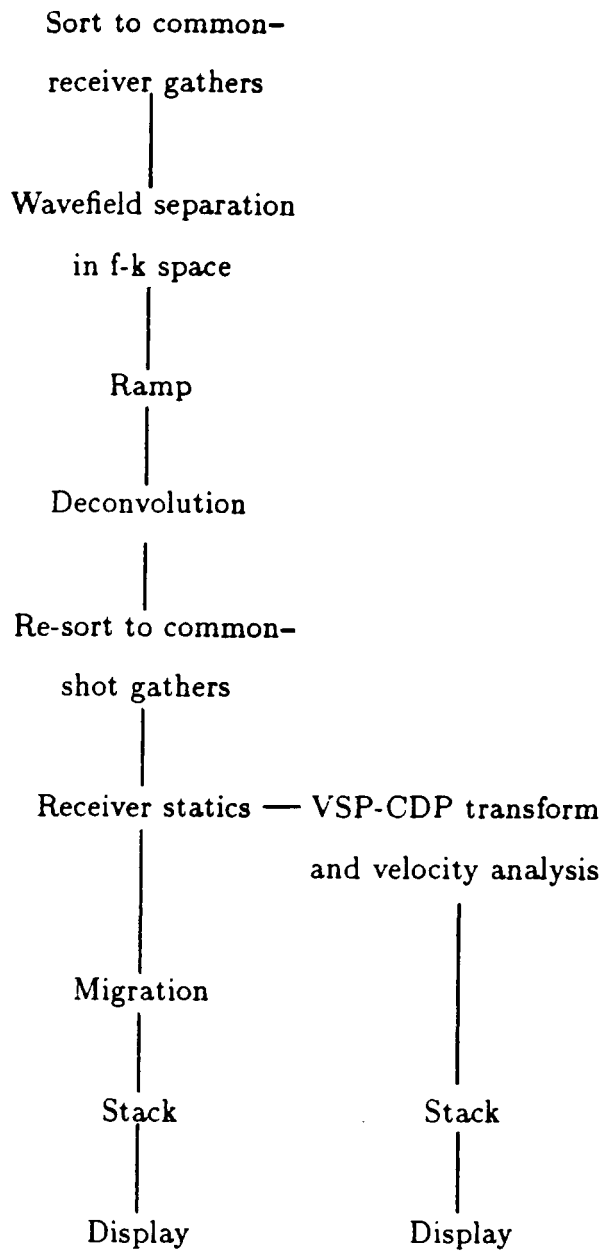 Sort to common–
receiver gathers
Wavefield separation
in f-k space
Ramp
Deconvolution
Re-sort to common–
shot gathers
Receiver statics — VSP-CDP transform
and velocity analysis
Migration
Stack
Stack
Display
Display